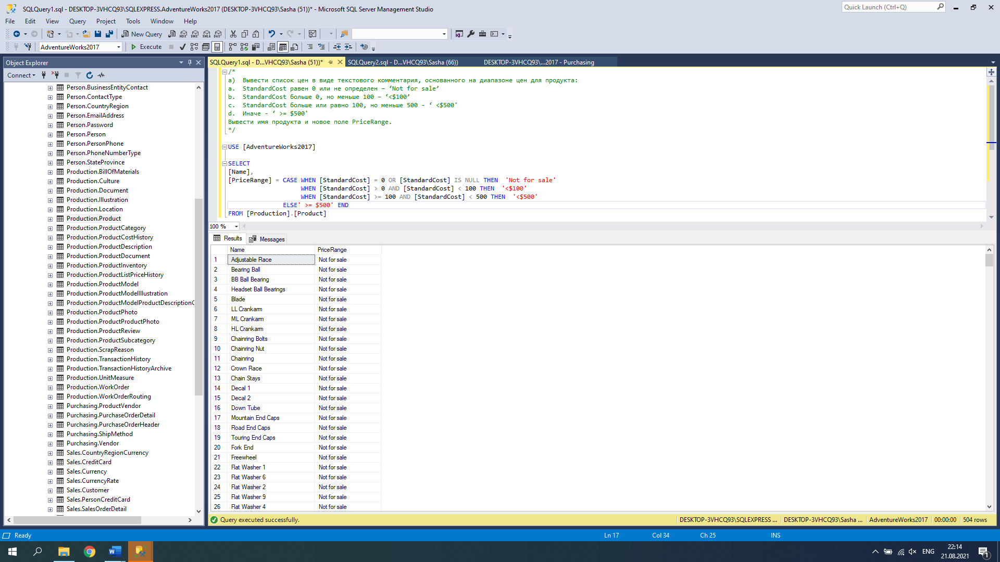 SQLQuery1.sql - DESKTOP-3VHCQ93\SQLEXPRESS.AdventureWorks2017 (DESKTOP-3VHCQ93\Sasha (51))* - Microsoft SQL Server Management Studio
Quick Launch (Ctrl+Q)
File Edit View Query Project Tools Window Help
New Query
MDX DMX XMLA DAX
AdventureWorks2017
Execute
Object Explorer
Connect
Person.BusinessEntityContact
Person.ContactType
Person.CountryRegion
Person.EmailAddress
Person.Password
Person.Person
Person.PersonPhone
Person.PhoneNumberType
Person.StateProvince
Production.BillOfMaterials
Production.Culture
Production.Document
Production.Illustration
Production.Location
Production.Product
Production.ProductCategory
Production.ProductCostHistory
Production.ProductDescription
Production.ProductDocument
Production.ProductInventory
Production.ProductListPriceHistory
Production.ProductModel
Production.ProductModelIllustration
Production.ProductModelProductDescriptionC
Production.ProductPhoto
Production.ProductProductPhoto
Production.ProductReview
Production.ProductSubcategory
Production.ScrapReason
Production.TransactionHistory
Production.TransactionHistoryArchive
Production.UnitMeasure
Production.WorkOrder
Production.WorkOrderRouting
Purchasing.ProductVendor
Purchasing.PurchaseOrderDetail
Purchasing.PurchaseOrderHeader
Purchasing.ShipMethod
Purchasing.Vendor
Sales.CountryRegionCurrency
Sales.CreditCard
Sales.Currency
Sales.CurrencyRate
Sales.Customer
Sales.PersonCreditCard
Sales.SalesOrderDetail
SQLQuery1.sql - D...VHCQ93\Sasha (51))*
SQLQuery2.sql - D...VHCQ93\Sasha (66))
DESKTOP-3VHCQ93\...2017 - Purchasing
/*
a) Вывести список цен в виде текстового комментария, основанного на диапазоне цен для продукта:
a. StandardCost равен 0 или не определен – ‘Not for sale’
b. StandardCost больше 0, но меньше 100 – ‘<$100’
c. StandardCost больше или равно 100, но меньше 500 - ‘ <$500'
d. Иначе - ‘ >= $500'
Вывести имя продукта и новое поле PriceRange.
*/
USE [AdventureWorks2017]
SELECT
[Name],
[PriceRange] = CASE WHEN [StandardCost] = 0 OR [StandardCost] IS NULL THEN 'Not for sale'
WHEN [StandardCost] > 0 AND [StandardCost] < 100 THEN '<$100'
WHEN [StandardCost] >= 100 AND [StandardCost] < 500 THEN '<$500'
ELSE' >= $500' END
FROM [Production].[Product]
100 %
Results Messages
Name PriceRange
1 Adjustable Race Not for sale
2 Bearing Ball Not for sale
3 BB Ball Bearing Not for sale
4 Headset Ball Bearings Not for sale
5 Blade Not for sale
6 LL Crankarm Not for sale
7 ML Crankarm Not for sale
8 HL Crankarm Not for sale
9 Chainring Bolts Not for sale
10 Chainring Nut Not for sale
11 Chainring Not for sale
12 Crown Race Not for sale
13 Chain Stays Not for sale
14 Decal 1 Not for sale
15 Decal 2 Not for sale
16 Down Tube Not for sale
17 Mountain End Caps Not for sale
18 Road End Caps Not for sale
19 Touring End Caps Not for sale
20 Fork End Not for sale
21 Freewheel Not for sale
22 Flat Washer 1 Not for sale
23 Flat Washer 6 Not for sale
24 Flat Washer 2 Not for sale
25 Flat Washer 9 Not for sale
26 Flat Washer 4 Not for sale
Query executed successfully.
DESKTOP-3VHCQ93\SQLEXPRESS ... DESKTOP-3VHCQ93\Sasha ... AdventureWorks2017 00:00:00 504 rows
Ready Ln 17 Col 34 Ch 25 INS
ENG
22:14
21.08.2021
1